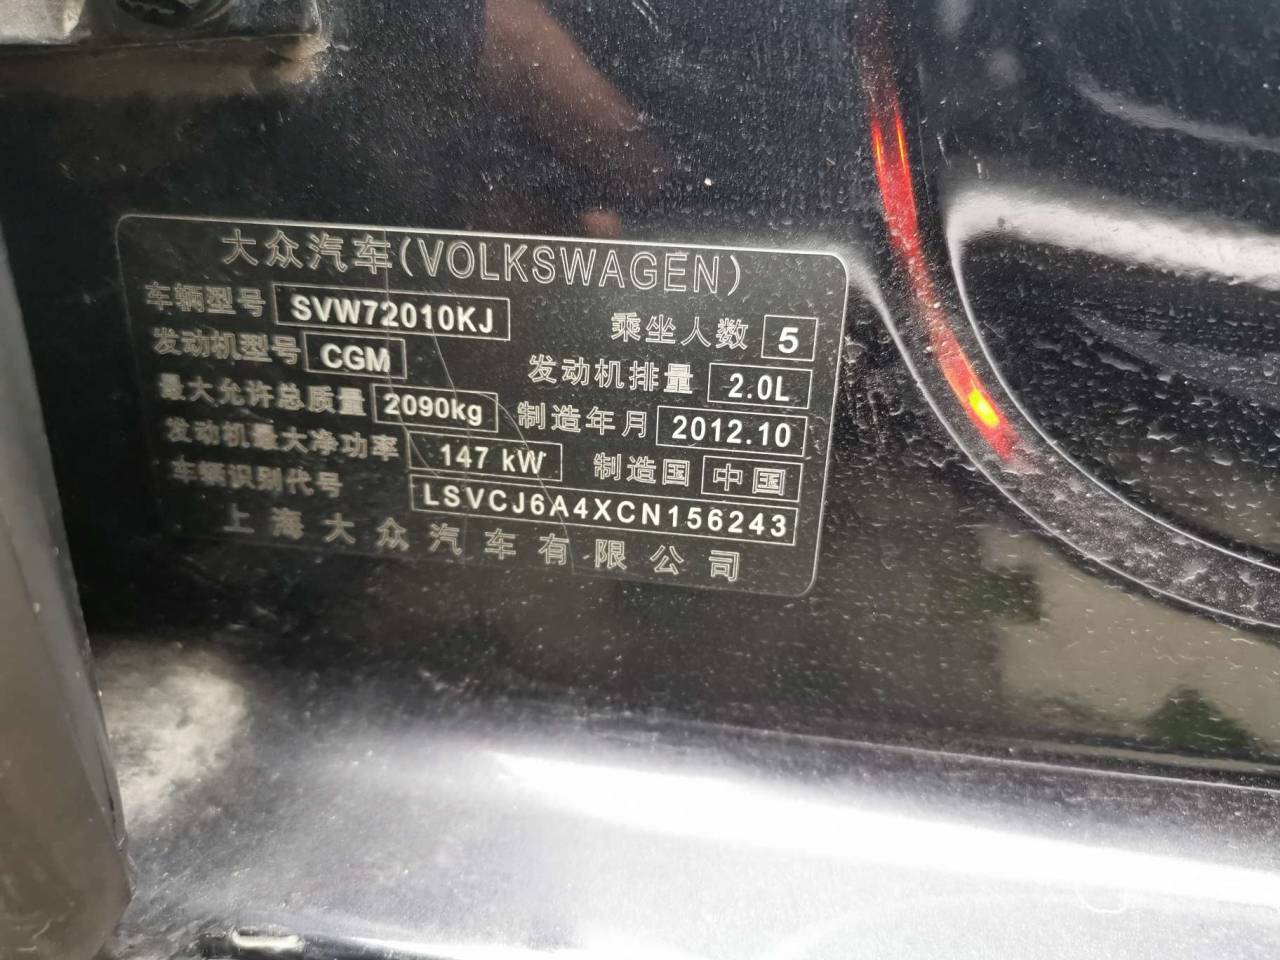 大众汽车(VOLKSWAGEN)
车辆型号 SVW72010KJ 乘坐人数 5
发动机型号 CGM 发动机排量 2.0L
最大允许总质量 2090kg 制造年月 2012.10
发动机最大净功率 147 kW 制造国 中国
车辆识别代号 LSVCJ6A4XCN156243
上海大众汽车有限公司